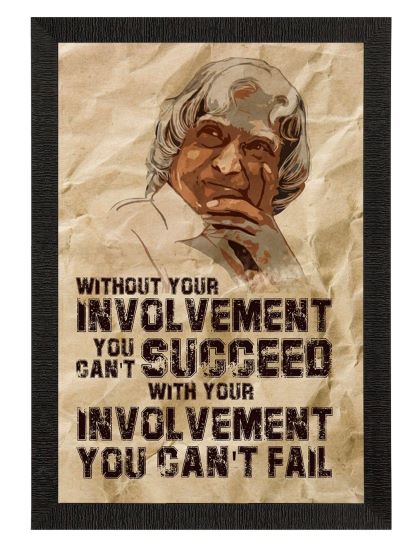 WITHOUT YOUR
INVOLVEMENT
YOU
CAN'T SUCCEED
WITH YOUR
INVOLVEMENT
YOU CAN'T FAIL